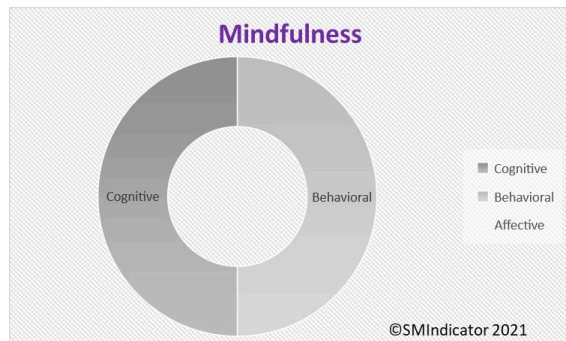 Mindfulness
Cognitive
Behavioral
Cognitive
Behavioral
Affective
©SMIndicator 2021